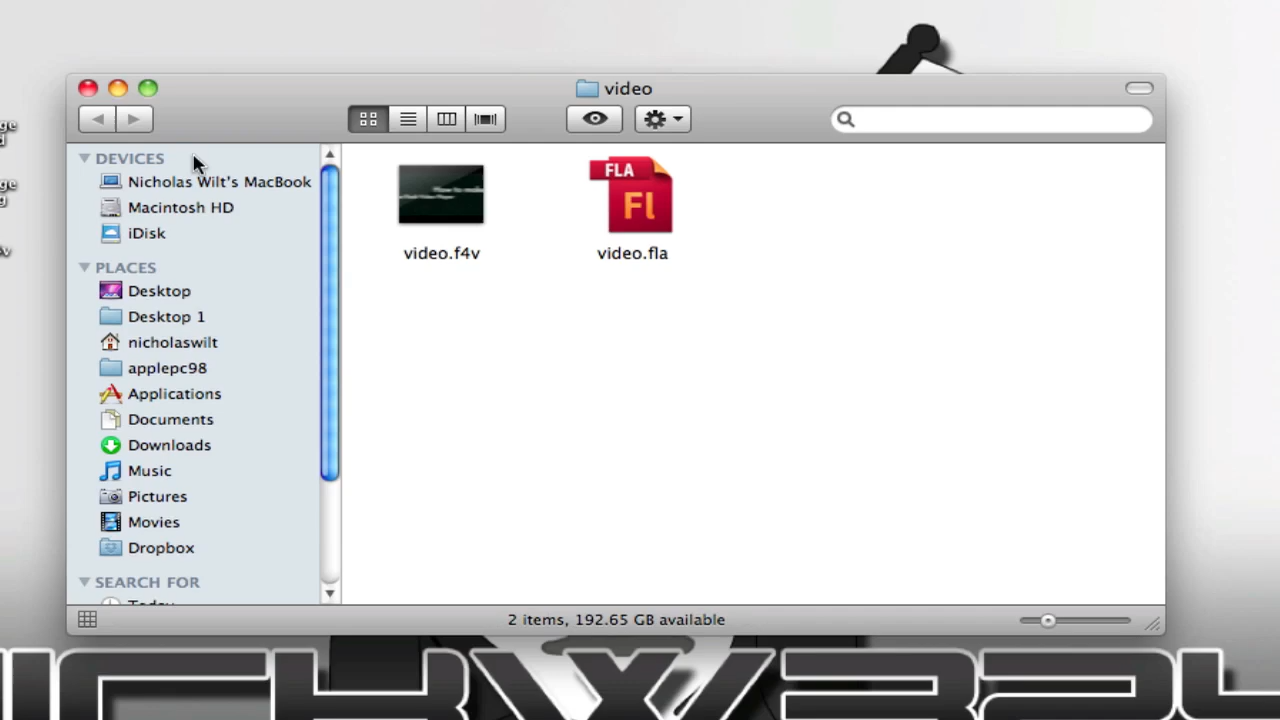 video
DEVICES
Nicholas Wilt's MacBook
Macintosh HD
iDisk
PLACES
Desktop
Desktop 1
nicholaswilt
applepc98
Applications
Documents
Downloads
Music
Pictures
Movies
Dropbox
SEARCH FOR
Today
FLA
Fl
video.f4v
video.fla
2 items, 192.65 GB available